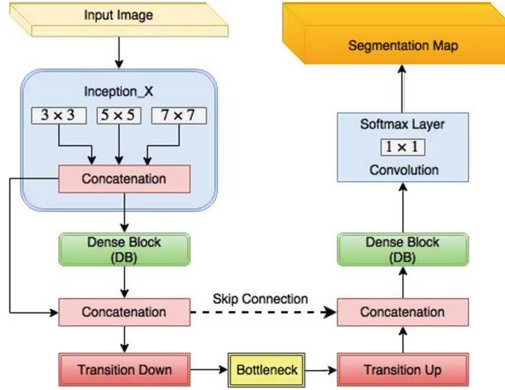 Input Image
Inception_X
3 × 3
5 × 5
7 × 7
Concatenation
Dense Block
(DB)
Concatenation
Transition Down
Skip Connection
Bottleneck
Segmentation Map
Softmax Layer
1 × 1
Convolution
Dense Block
(DB)
Concatenation
Transition Up